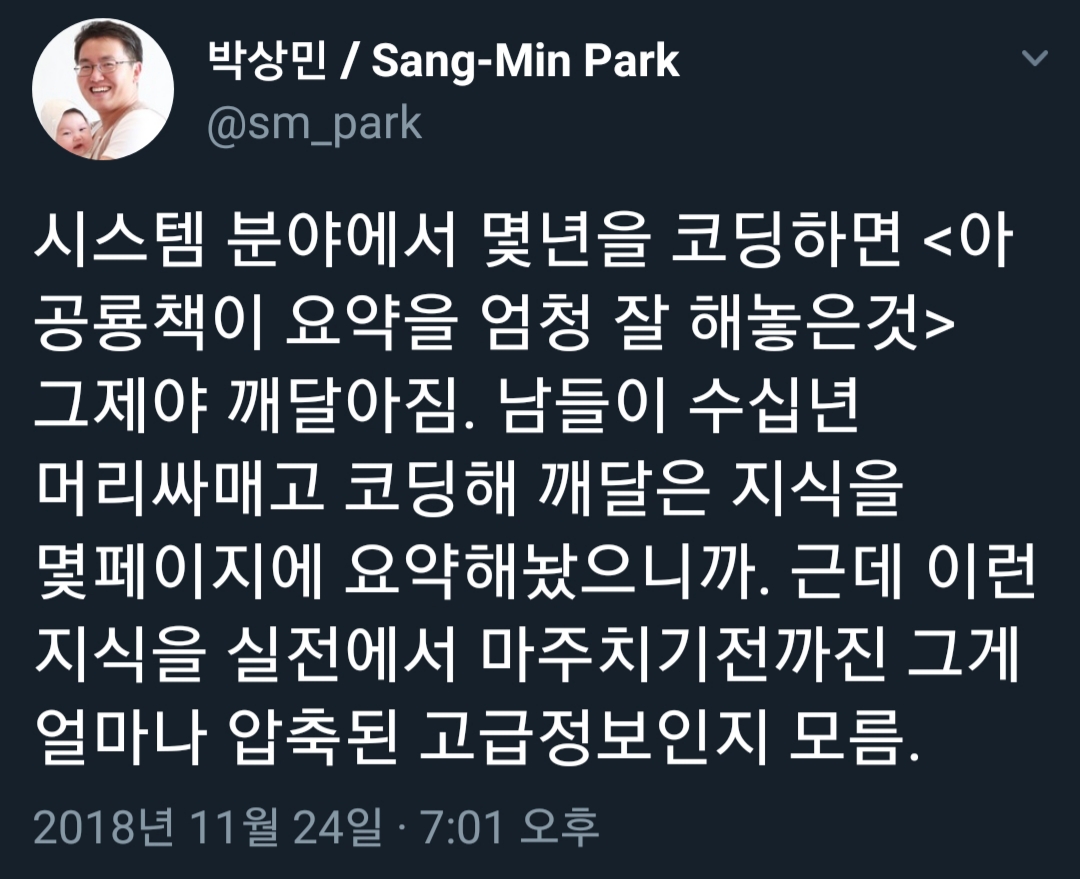 박상민 / Sang-Min Park
@sm_park
시스템 분야에서 몇년을 코딩하면 <아
공룡책이 요약을 엄청 잘 해놓은것>
그제야 깨달아짐. 남들이 수십년
머리싸매고 코딩해 깨달은 지식을
몇페이지에 요약해놨으니까. 근데 이런
지식을 실전에서 마주치기전까진 그게
얼마나 압축된 고급정보인지 모름.
2018년 11월 24일 · 7:01 오후